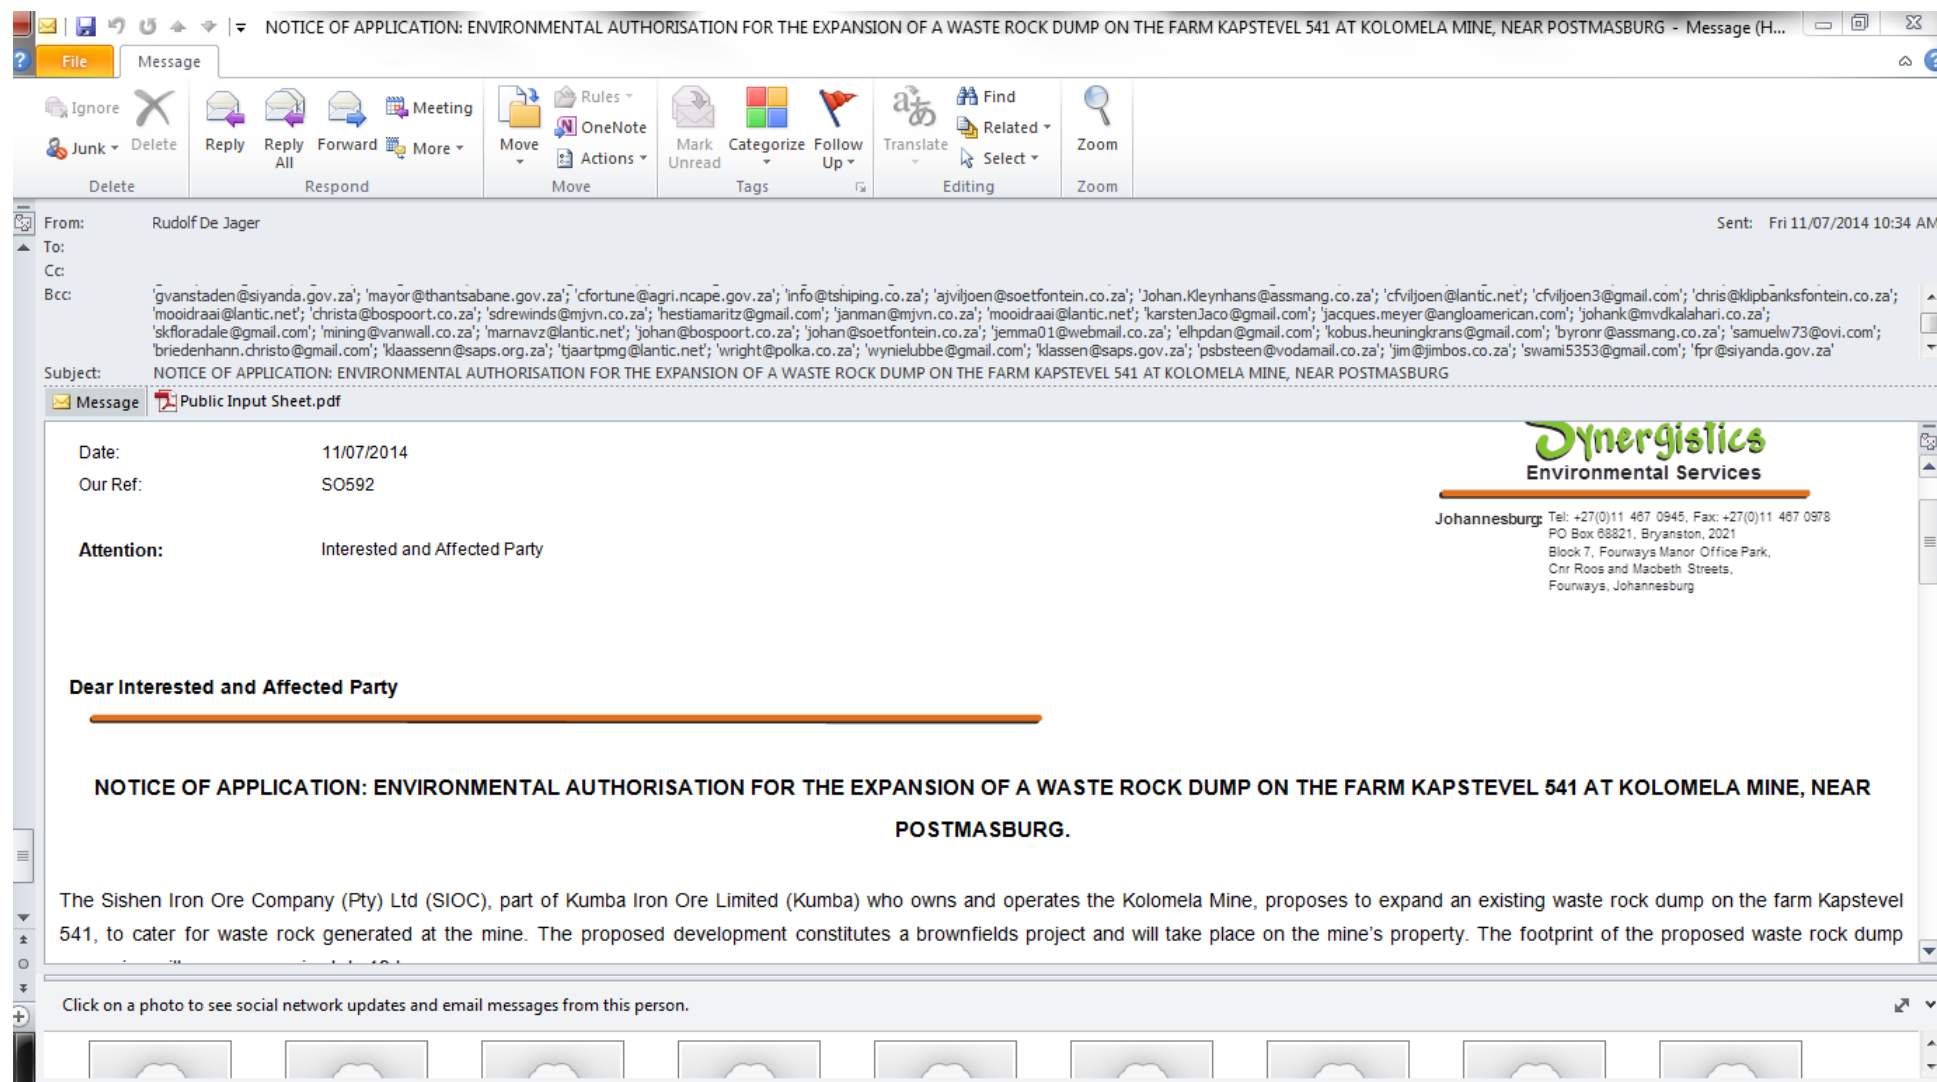 NOTICE OF APPLICATION: ENVIRONMENTAL AUTHORISATION FOR THE EXPANSION OF A WASTE ROCK DUMP ON THE FARM KAPSTEVEL 541 AT KOLOMELA MINE, NEAR POSTMASBURG - Message (H...
File Message
Ignore Delete Reply Reply All Forward Meeting Move Rules Mark Unread Categorize Follow Up Translate Find Zoom
Junk More OneNote Actions Related Select
Delete Respond Move Tags Editing Zoom
From: Rudolf De Jager Sent: Fri 11/07/2014 10:34 AM
To:
Cc:
Bcc: 'gvanstaden@siyanda.gov.za'; 'mayor@thantsabane.gov.za'; 'cfortune@agri.ncape.gov.za'; 'info@tshiping.co.za'; 'ajviljoen@soetfontein.co.za'; 'Johan.Kleynhans@assmang.co.za'; 'cfviljoen@lantic.net'; 'cfviljoen3@gmail.com'; 'chris@klipbanksfontein.co.za';
'mooidraai@lantic.net'; 'christa@bospoort.co.za'; 'sdrewinds@mjvn.co.za'; 'hestiamaritz@gmail.com'; 'janman@mjvn.co.za'; 'mooidraai@lantic.net'; 'karstenJaco@gmail.com'; 'jacques.meyer@angloamerican.com'; 'johank@mvdkalahari.co.za';
'skfloradale@gmail.com'; 'mining@vanwall.co.za'; 'marnavz@lantic.net'; 'johan@bospoort.co.za'; 'johan@soetfontein.co.za'; 'jemma01@webmail.co.za'; 'elhpdan@gmail.com'; 'kobus.heuningkrans@gmail.com'; 'byronr@assmang.co.za'; 'samuelw73@ovi.com';
'briedenhann.christo@gmail.com'; 'klaassenn@saps.org.za'; 'tjaartpmg@lantic.net'; 'wright@polka.co.za'; 'wynielubbe@gmail.com'; 'klassen@saps.gov.za'; 'psbsteen@vodamail.co.za'; 'jim@jimbos.co.za'; 'swami5353@gmail.com'; 'fpr@siyanda.gov.za'
Subject: NOTICE OF APPLICATION: ENVIRONMENTAL AUTHORISATION FOR THE EXPANSION OF A WASTE ROCK DUMP ON THE FARM KAPSTEVEL 541 AT KOLOMELA MINE, NEAR POSTMASBURG
Message Public Input Sheet.pdf
Synergistics
Environmental Services
Date: 11/07/2014
Our Ref: SO592
Attention: Interested and Affected Party
Johannesburg: Tel: +27(0)11 467 0945, Fax: +27(0)11 467 0978
PO Box 68821, Bryanston, 2021
Block 7, Fourways Manor Office Park,
Cnr Roos and Macbeth Streets,
Fourways, Johannesburg
Dear Interested and Affected Party
NOTICE OF APPLICATION: ENVIRONMENTAL AUTHORISATION FOR THE EXPANSION OF A WASTE ROCK DUMP ON THE FARM KAPSTEVEL 541 AT KOLOMELA MINE, NEAR
POSTMASBURG.
The Sishen Iron Ore Company (Pty) Ltd (SIOC), part of Kumba Iron Ore Limited (Kumba) who owns and operates the Kolomela Mine, proposes to expand an existing waste rock dump on the farm Kapstevel
541, to cater for waste rock generated at the mine. The proposed development constitutes a brownfields project and will take place on the mine's property. The footprint of the proposed waste rock dump
Click on a photo to see social network updates and email messages from this person.